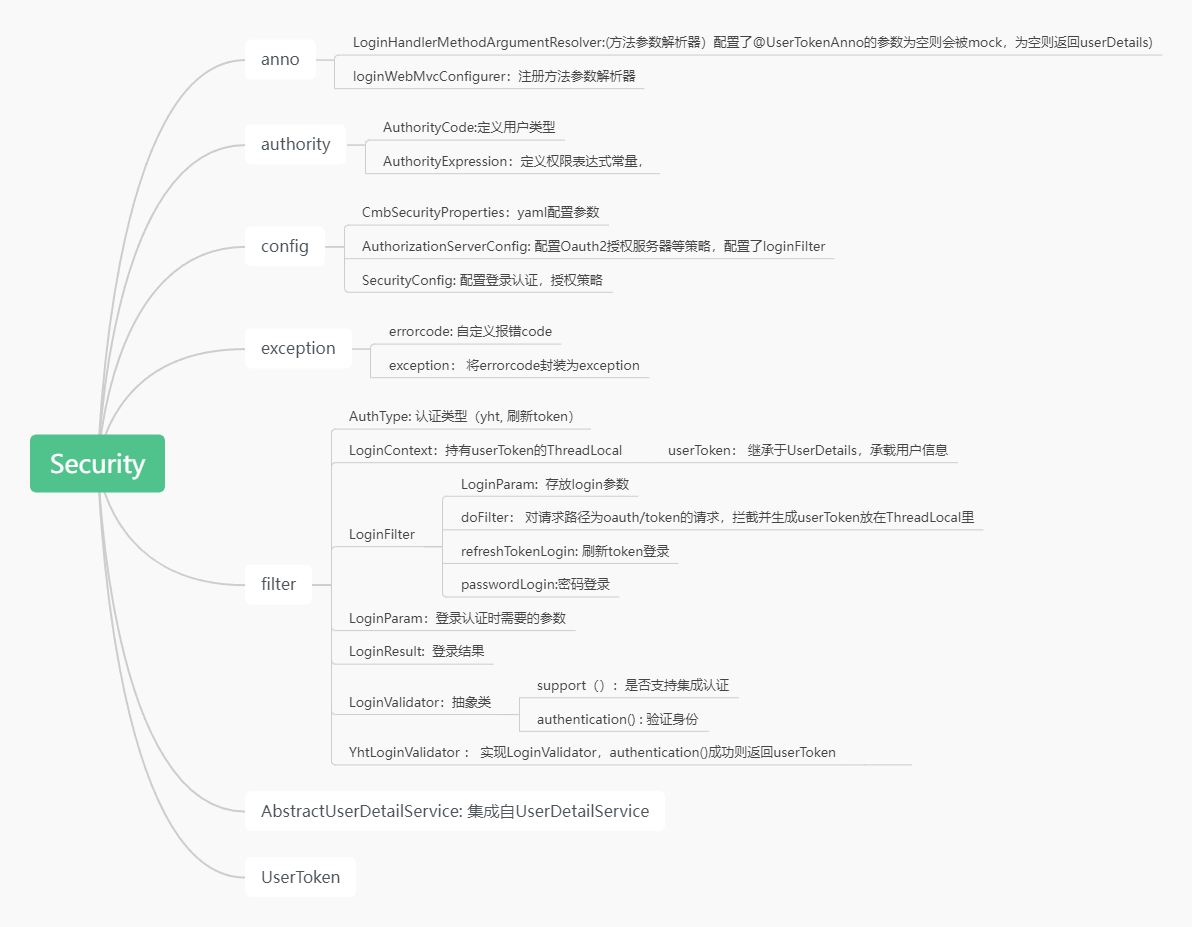 Security
anno
LoginHandlerMethodArgumentResolver:(方法参数解析器）配置了@UserTokenAnno的参数为空则会被mock，为空则返回userDetails)
loginWebMvcConfigurer：注册方法参数解析器
authority
AuthorityCode:定义用户类型
AuthorityExpression：定义权限表达式常量，
config
CmbSecurityProperties：yaml配置参数
AuthorizationServerConfig: 配置Oauth2授权服务器等策略，配置了loginFilter
SecurityConfig: 配置登录认证，授权策略
exception
errorcode: 自定义报错code
exception： 将errorcode封装为exception
filter
AuthType: 认证类型（yht, 刷新token）
LoginContext：持有userToken的ThreadLocal
userToken： 继承于UserDetails，承载用户信息
LoginFilter
LoginParam: 存放login参数
doFilter： 对请求路径为oauth/token的请求，拦截并生成userToken放在ThreadLocal里
refreshTokenLogin: 刷新token登录
passwordLogin:密码登录
LoginParam：登录认证时需要的参数
LoginResult: 登录结果
LoginValidator：抽象类
support（）：是否支持集成认证
authentication() : 验证身份
YhtLoginValidator ： 实现LoginValidator，authentication()成功则返回userToken
AbstractUserDetailService: 集成自UserDetailService
UserToken